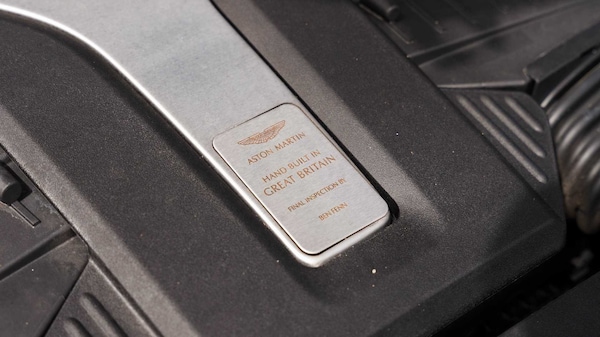 ASTON MARTIN
HAND BUILT IN
GREAT BRITAIN
FINAL INSPECTION BY
BEN FENN